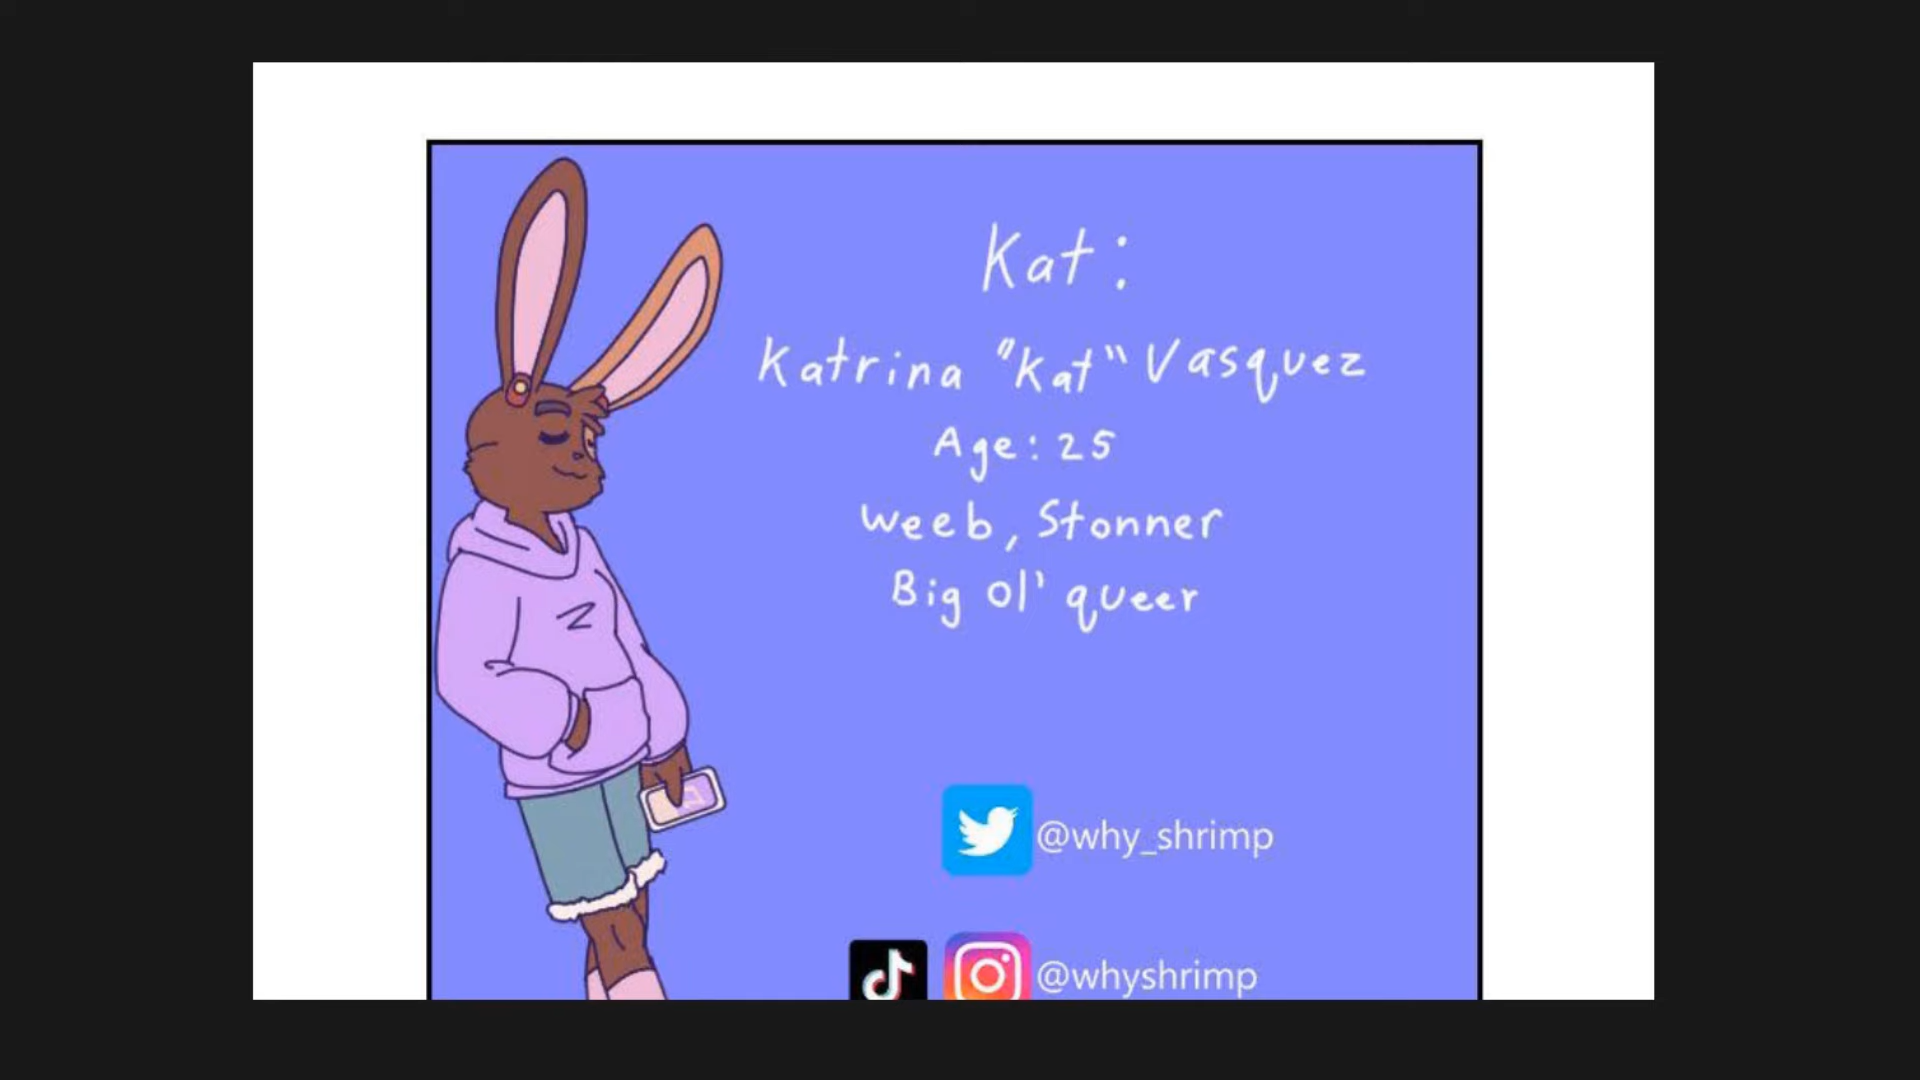 Kat:
Katrina "Kat" Vasquez
Age: 25
Weeb, Stonner
Big Ol' queer
@why_shrimp
@whyshrimp